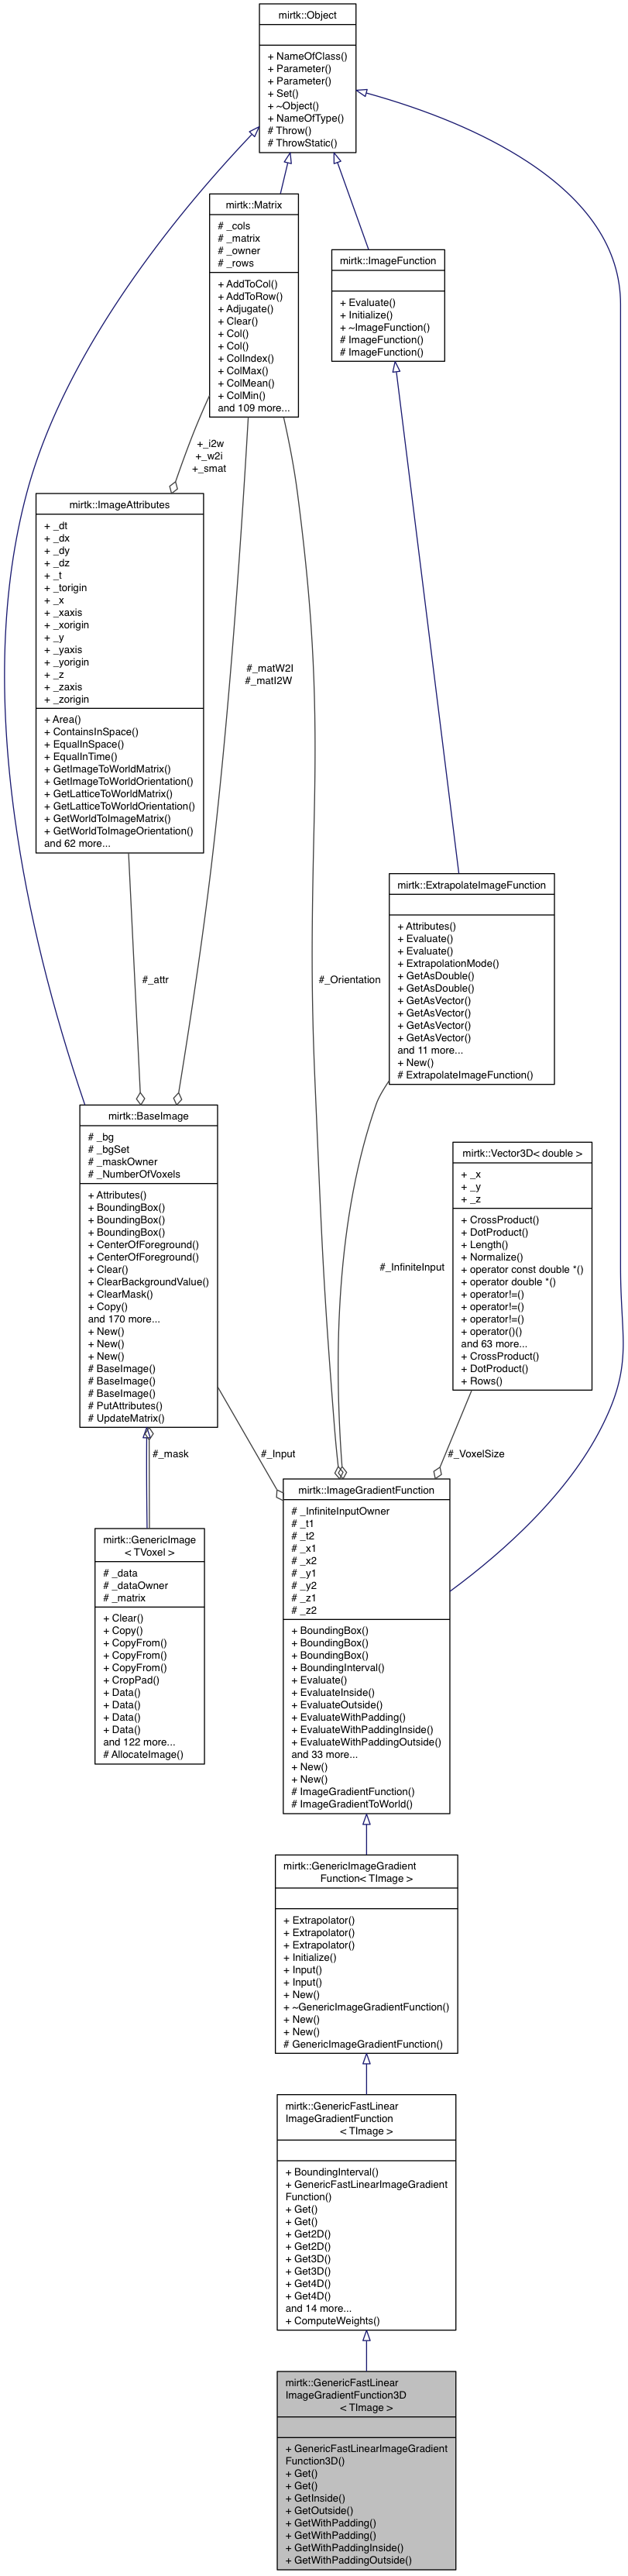 mirtk::Object
+ NameOfClass()
+ Parameter()
+ Parameter()
+ Set()
+ ~Object()
+ NameOfType()
# Throw()
# ThrowStatic()
mirtk::Matrix
# _cols
# _matrix
# _owner
# _rows
+ AddToCol()
+ AddToRow()
+ Adjugate()
+ Clear()
+ Col()
+ Col()
+ ColIndex()
+ ColMax()
+ ColMean()
+ ColMin()
and 109 more...
mirtk::ImageFunction
+ Evaluate()
+ Initialize()
+ ~ImageFunction()
# ImageFunction()
# ImageFunction()
+_i2w
+_w2i
+_smat
mirtk::ImageAttributes
+ _dt
+ _dx
+ _dy
+ _dz
+ _t
+ _torigin
+ _x
+ _xaxis
+ _xorigin
+ _y
+ _yaxis
+ _yorigin
+ _z
+ _zaxis
+ _zorigin
+ Area()
+ ContainsInSpace()
+ EqualInSpace()
+ EqualInTime()
+ GetImageToWorldMatrix()
+ GetImageToWorldOrientation()
+ GetLatticeToWorldMatrix()
+ GetLatticeToWorldOrientation()
+ GetWorldToImageMatrix()
+ GetWorldToImageOrientation()
and 62 more...
#_matW2I
#_matI2W
mirtk::ExtrapolateImageFunction
+ Attributes()
+ Evaluate()
+ Evaluate()
+ ExtrapolationMode()
+ GetAsDouble()
+ GetAsDouble()
+ GetAsVector()
+ GetAsVector()
+ GetAsVector()
+ GetAsVector()
and 11 more...
+ New()
# ExtrapolateImageFunction()
#_attr
#_Orientation
mirtk::BaseImage
# _bg
# _bgSet
# _maskOwner
# _NumberOfVoxels
+ Attributes()
+ BoundingBox()
+ BoundingBox()
+ BoundingBox()
+ CenterOfForeground()
+ CenterOfForeground()
+ Clear()
+ ClearBackgroundValue()
+ ClearMask()
+ Copy()
and 170 more...
+ New()
+ New()
+ New()
# BaseImage()
# BaseImage()
# BaseImage()
# PutAttributes()
# UpdateMatrix()
mirtk::Vector3D< double >
+ _x
+ _y
+ _z
+ CrossProduct()
+ DotProduct()
+ Length()
+ Normalize()
+ operator const double *()
+ operator double *()
+ operator!=()
+ operator!=()
+ operator!=()
+ operator()()
and 63 more...
+ CrossProduct()
+ DotProduct()
+ Rows()
#_InfiniteInput
#_mask
#_Input
#_VoxelSize
mirtk::GenericImage
< TVoxel >
# _data
# _dataOwner
# _matrix
+ Clear()
+ Copy()
+ CopyFrom()
+ CopyFrom()
+ CopyFrom()
+ CropPad()
+ Data()
+ Data()
+ Data()
+ Data()
and 122 more...
# AllocateImage()
mirtk::ImageGradientFunction
# _InfiniteInputOwner
# _t1
# _t2
# _x1
# _x2
# _y1
# _y2
# _z1
# _z2
+ BoundingBox()
+ BoundingBox()
+ BoundingBox()
+ BoundingInterval()
+ Evaluate()
+ EvaluateInside()
+ EvaluateOutside()
+ EvaluateWithPadding()
+ EvaluateWithPaddingInside()
+ EvaluateWithPaddingOutside()
and 33 more...
+ New()
+ New()
# ImageGradientFunction()
# ImageGradientToWorld()
mirtk::GenericImageGradient
Function< TImage >
+ Extrapolator()
+ Extrapolator()
+ Extrapolator()
+ Initialize()
+ Input()
+ Input()
+ New()
+ ~GenericImageGradientFunction()
+ New()
+ New()
# GenericImageGradientFunction()
mirtk::GenericFastLinear
ImageGradientFunction
< TImage >
+ BoundingInterval()
+ GenericFastLinearImageGradient
Function()
+ Get()
+ Get()
+ Get2D()
+ Get2D()
+ Get3D()
+ Get3D()
+ Get4D()
+ Get4D()
and 14 more...
+ ComputeWeights()
mirtk::GenericFastLinear
ImageGradientFunction3D
< TImage >
+ GenericFastLinearImageGradient
Function3D()
+ Get()
+ Get()
+ GetInside()
+ GetOutside()
+ GetWithPadding()
+ GetWithPadding()
+ GetWithPaddingInside()
+ GetWithPaddingOutside()